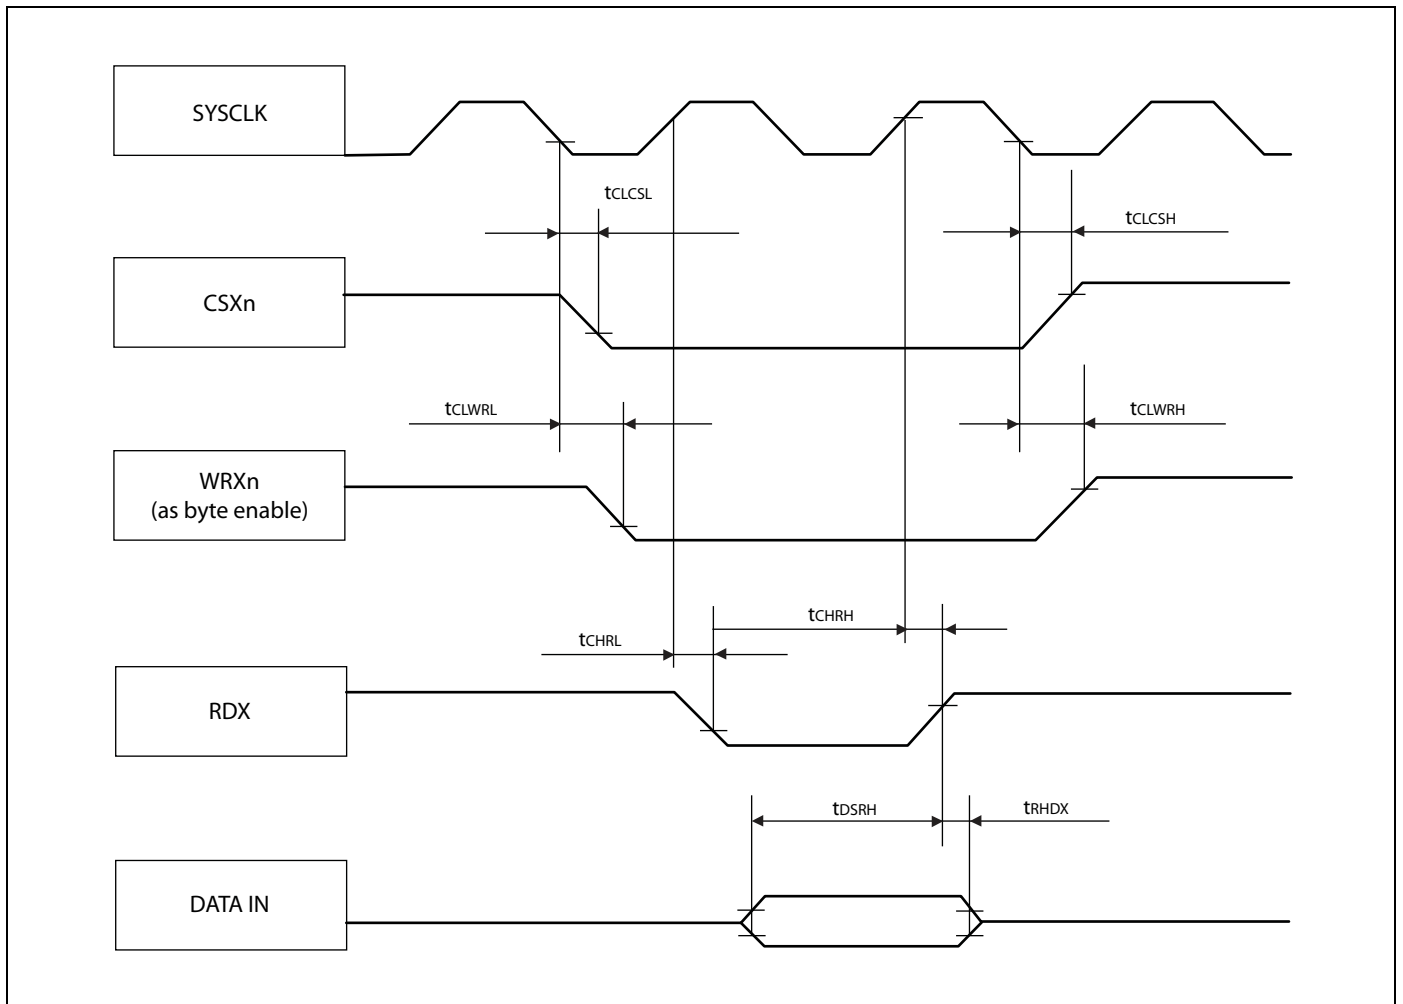 SYSCLK
tCLCSL
tCLCSH
CSXn
tCLWRL
tCLWRH
WRXn
(as byte enable)
tCHRH
tCHRL
RDX
tDSRH
tRHDX
DATA IN